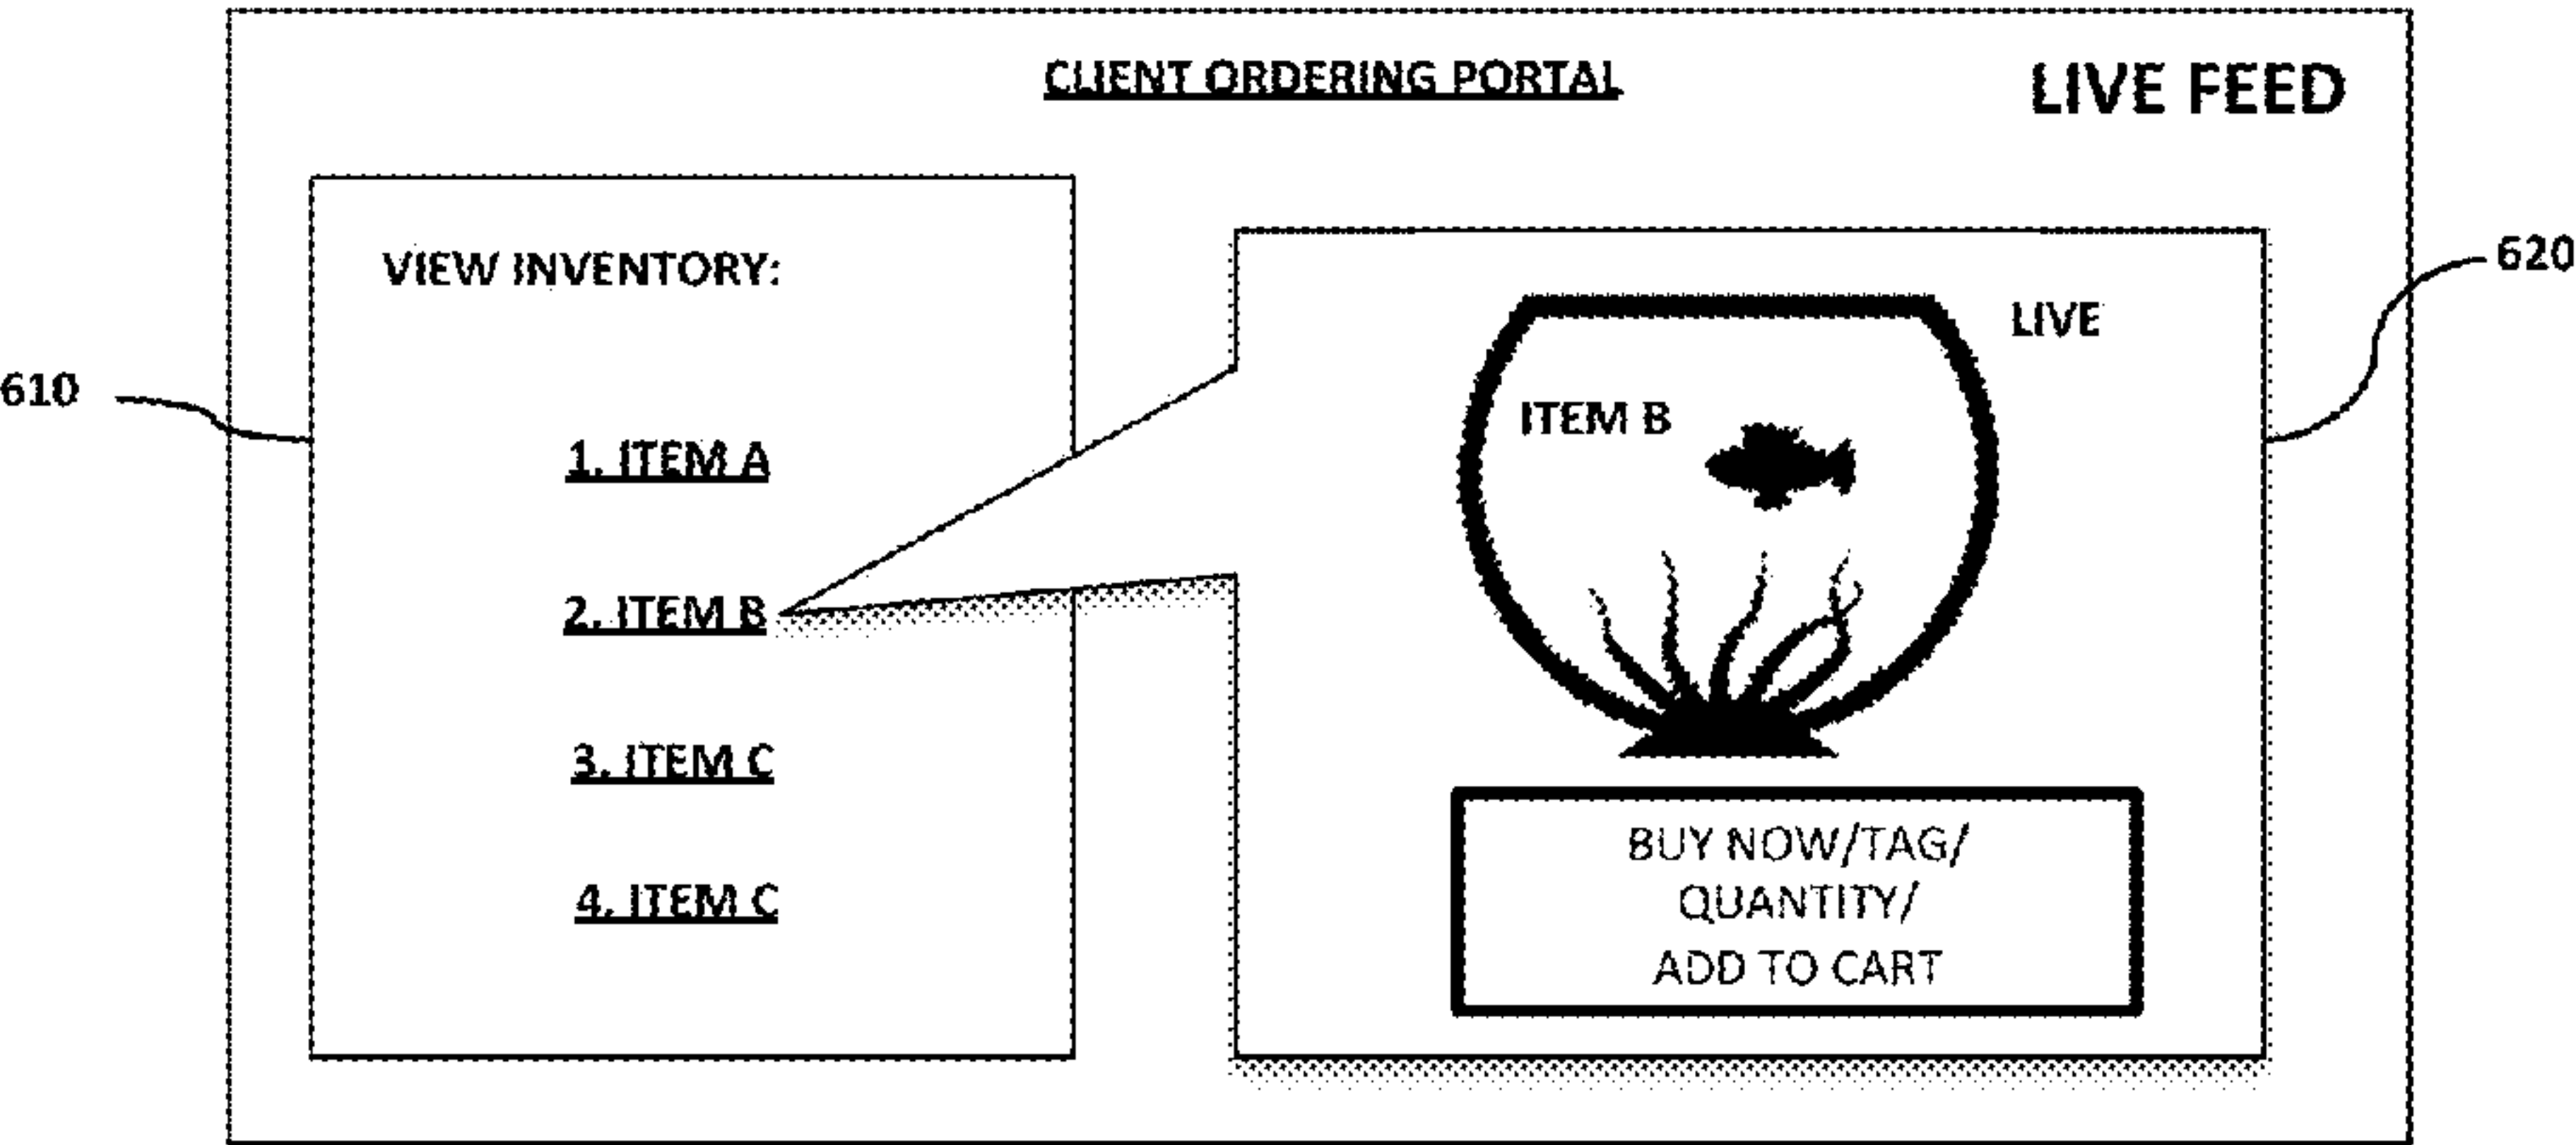 CLIENT ORDERING PORTAL
LIVE FEED
610
VIEW INVENTORY:
1. ITEM A
2. ITEM B
3. ITEM C
4. ITEM C
620
LIVE
ITEM B
BUY NOW/TAG/
QUANTITY/
ADD TO CART